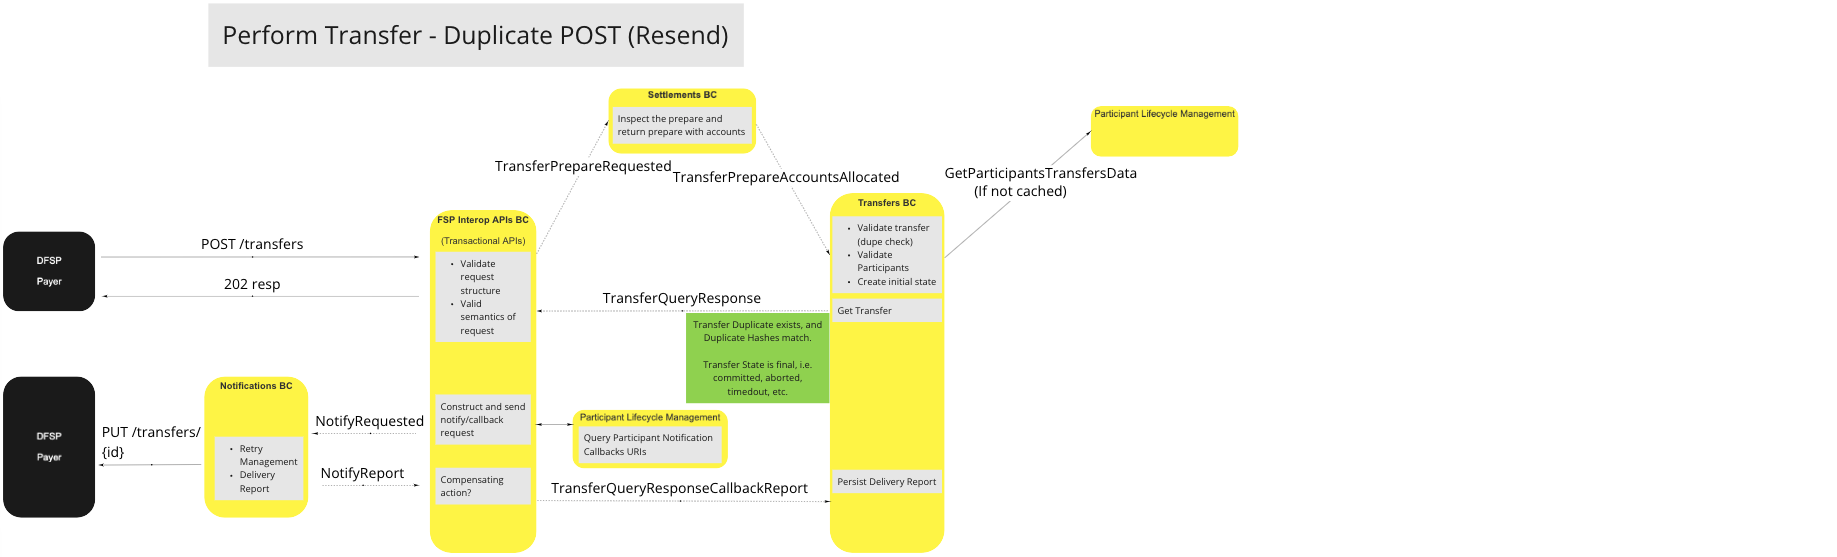 Perform Transfer - Duplicate POST (Resend)
Settlements BC
Inspect the prepare and
return prepare with accounts
Participant Lifecycle Management
TransferPrepareRequested
TransferPrepareAccountsAllocated
GetParticipantsTransfersData
(If not cached)
DFSP
Payer
POST /transfers
202 resp
FSP Interop APIs BC
(Transactional APIs)
• Validate
request
structure
• Valid
semantics of
request
Transfers BC
• Validate transfer
(dupe check)
• Validate
Participants
• Create initial state
TransferQueryResponse
Get Transfer
Transfer Duplicate exists, and
Duplicate Hashes match.
Transfer State is final, i.e.
committed, aborted,
timedout, etc.
DFSP
Payer
PUT /transfers/
{id}
Notifications BC
• Retry
Management
• Delivery
Report
NotifyRequested
NotifyReport
Construct and send
notify/callback
request
Participant Lifecycle Management
Query Participant Notification
Callbacks URIs
Compensating
action?
TransferQueryResponseCallbackReport
Persist Delivery Report